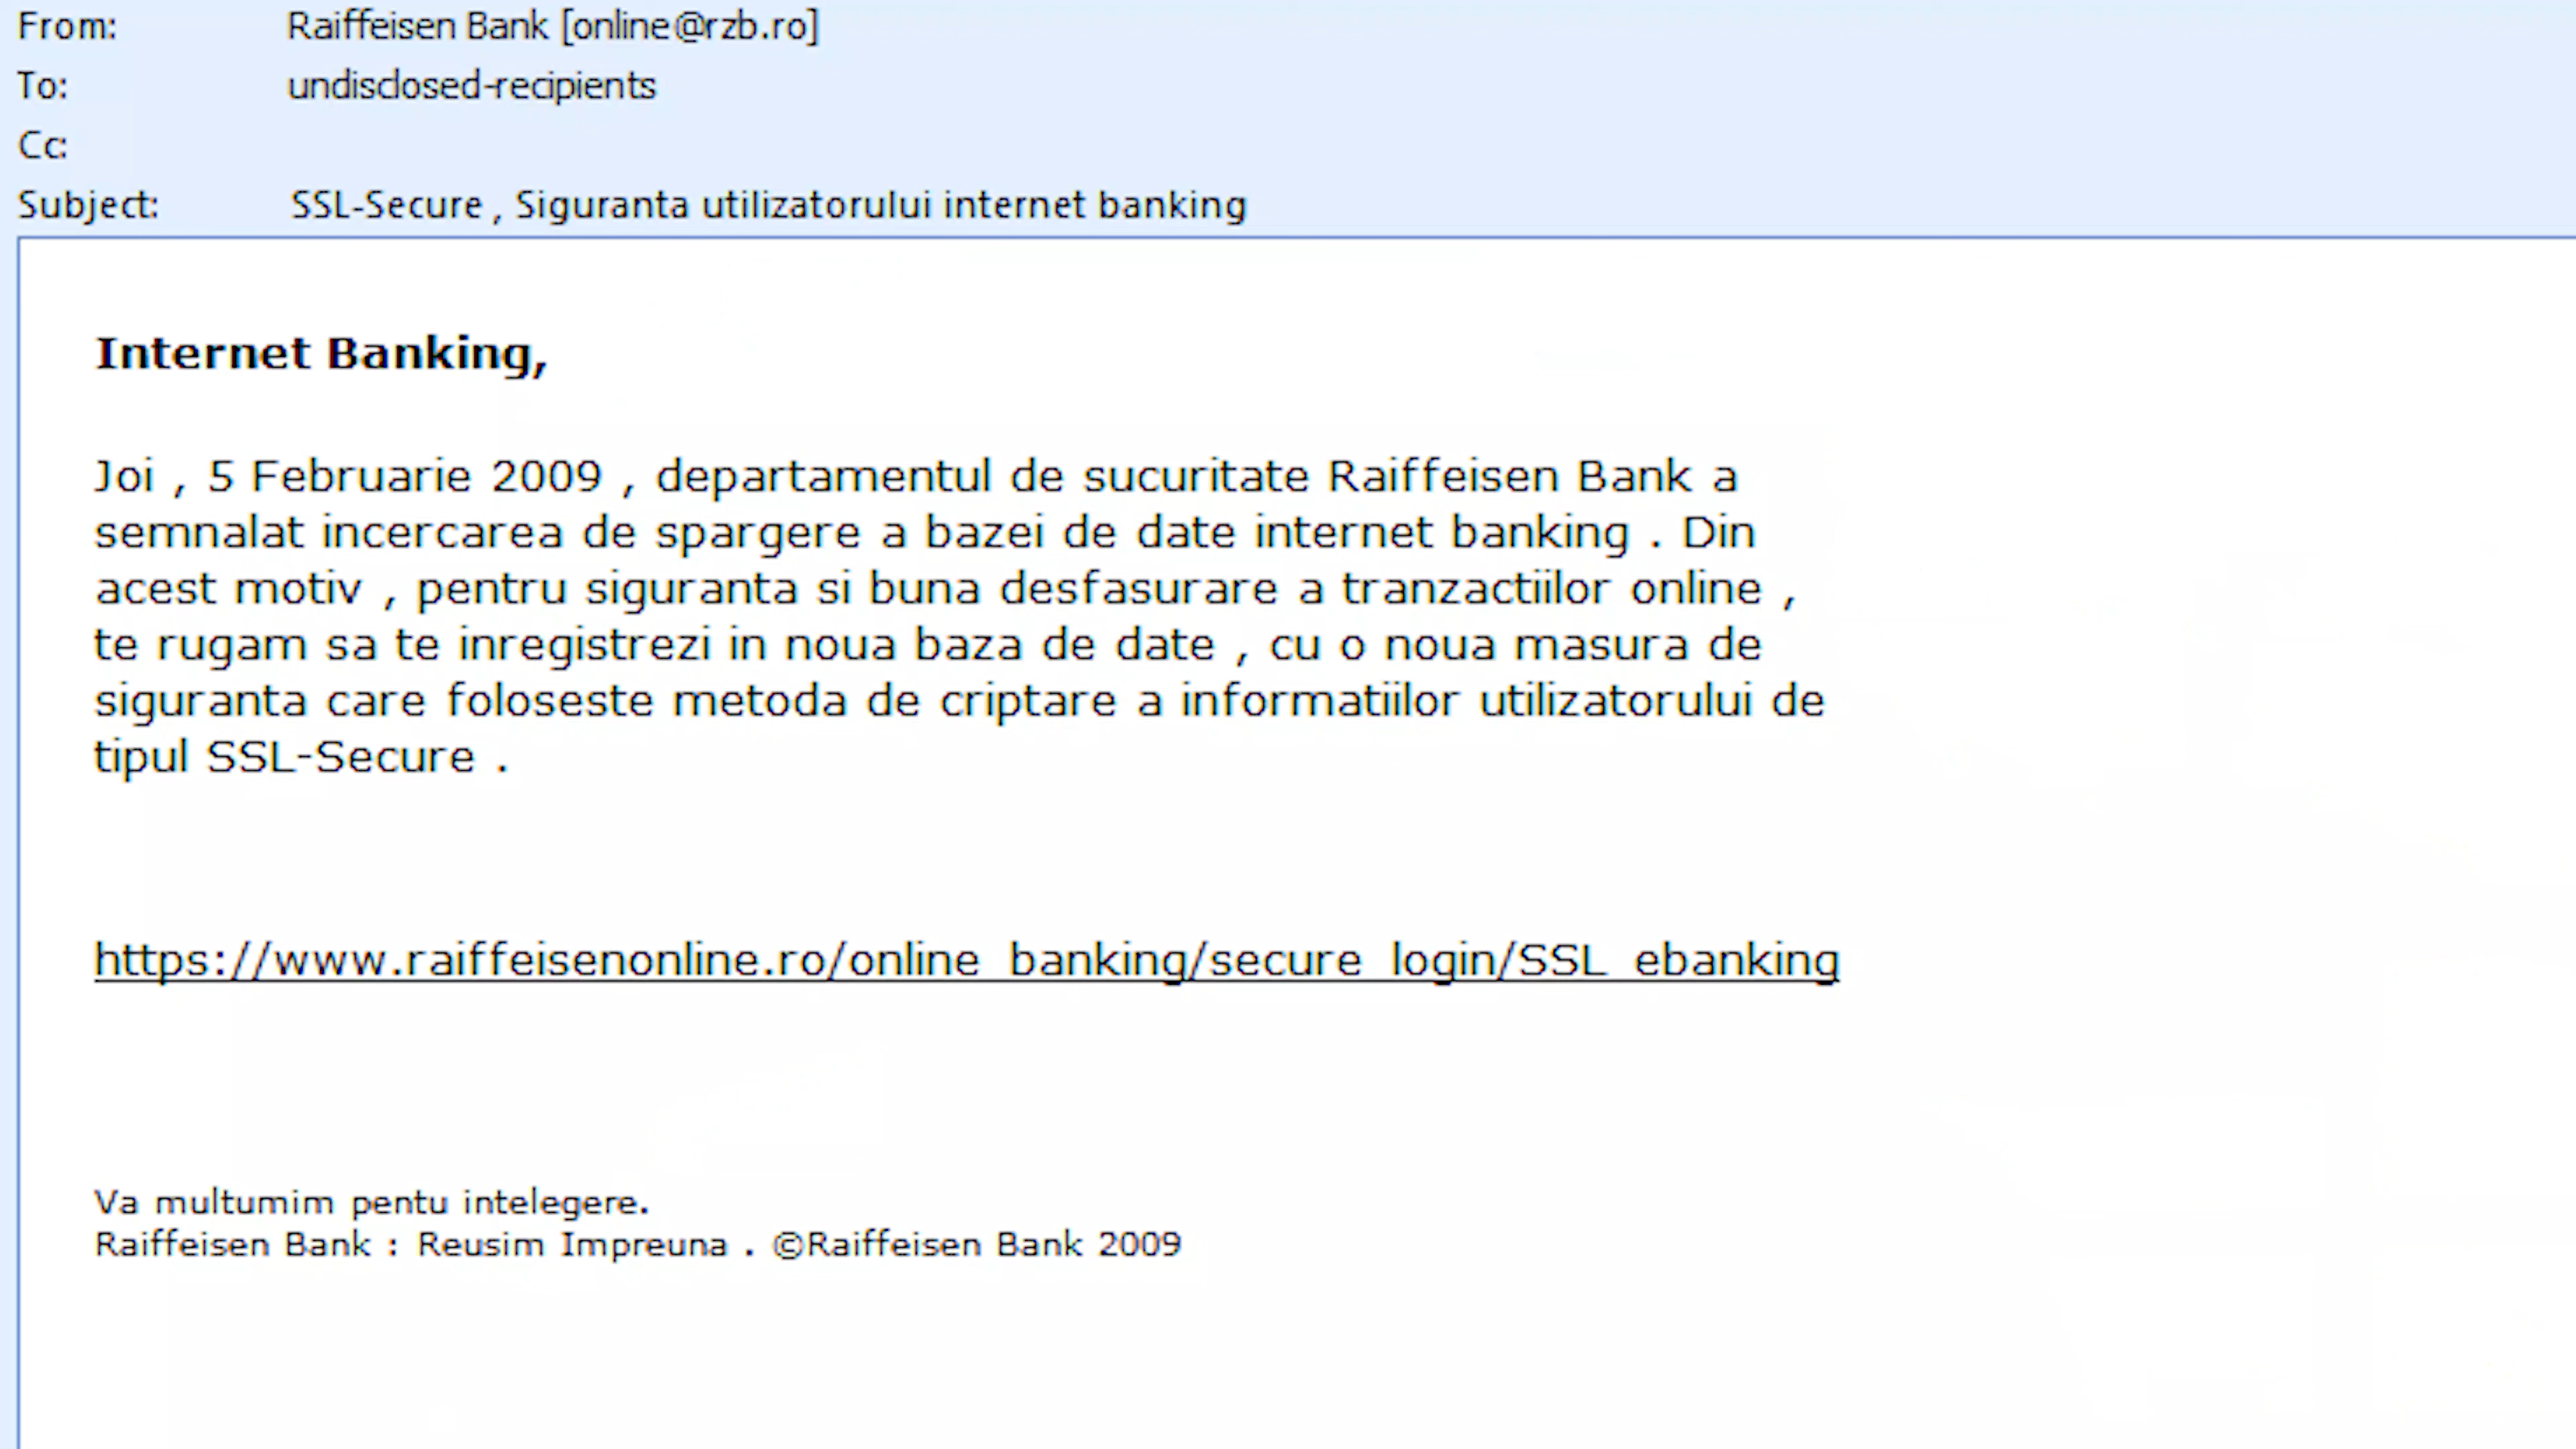 From: Raiffeisen Bank [online@rzb.ro]
To: undisclosed-recipients
Cc:
Subject: SSL-Secure , Siguranta utilizatorului internet banking
Internet Banking,
Joi , 5 Februarie 2009 , departamentul de sucuritate Raiffeisen Bank a
semnalat incercarea de spargere a bazei de date internet banking . Din
acest motiv , pentru siguranta si buna desfasurare a tranzactiilor online ,
te rugam sa te inregistrezi in noua baza de date , cu o noua masura de
siguranta care foloseste metoda de criptare a informatiilor utilizatorului de
tipul SSL-Secure .
https://www.raiffeisenonline.ro/online_banking/secure_login/SSL_ebanking
Va multumim pentu intelegere.
Raiffeisen Bank : Reusim Impreuna . ©Raiffeisen Bank 2009